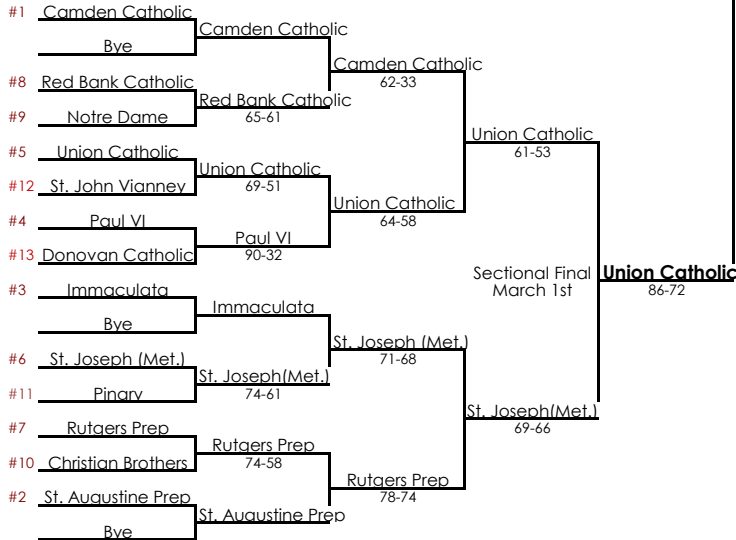 #1 Camden Catholic
Bye
Camden Catholic
#8 Red Bank Catholic
#9 Notre Dame
Red Bank Catholic
65-61
Camden Catholic
62-33
#5 Union Catholic
#12 St. John Vianney
Union Catholic
69-51
#4 Paul VI
#13 Donovan Catholic
Paul VI
90-32
Union Catholic
64-58
Union Catholic
61-53
#3 Immaculata
Bye
Immaculata
#6 St. Joseph (Met.)
#11 Pingry
St. Joseph(Met.)
74-61
St. Joseph (Met.)
71-68
#7 Rutgers Prep
#10 Christian Brothers
Rutgers Prep
74-58
#2 St. Augustine Prep
Bye
St. Augustine Prep
Rutgers Prep
78-74
St. Joseph(Met.)
69-66
Sectional Final
March 1st
Union Catholic
86-72